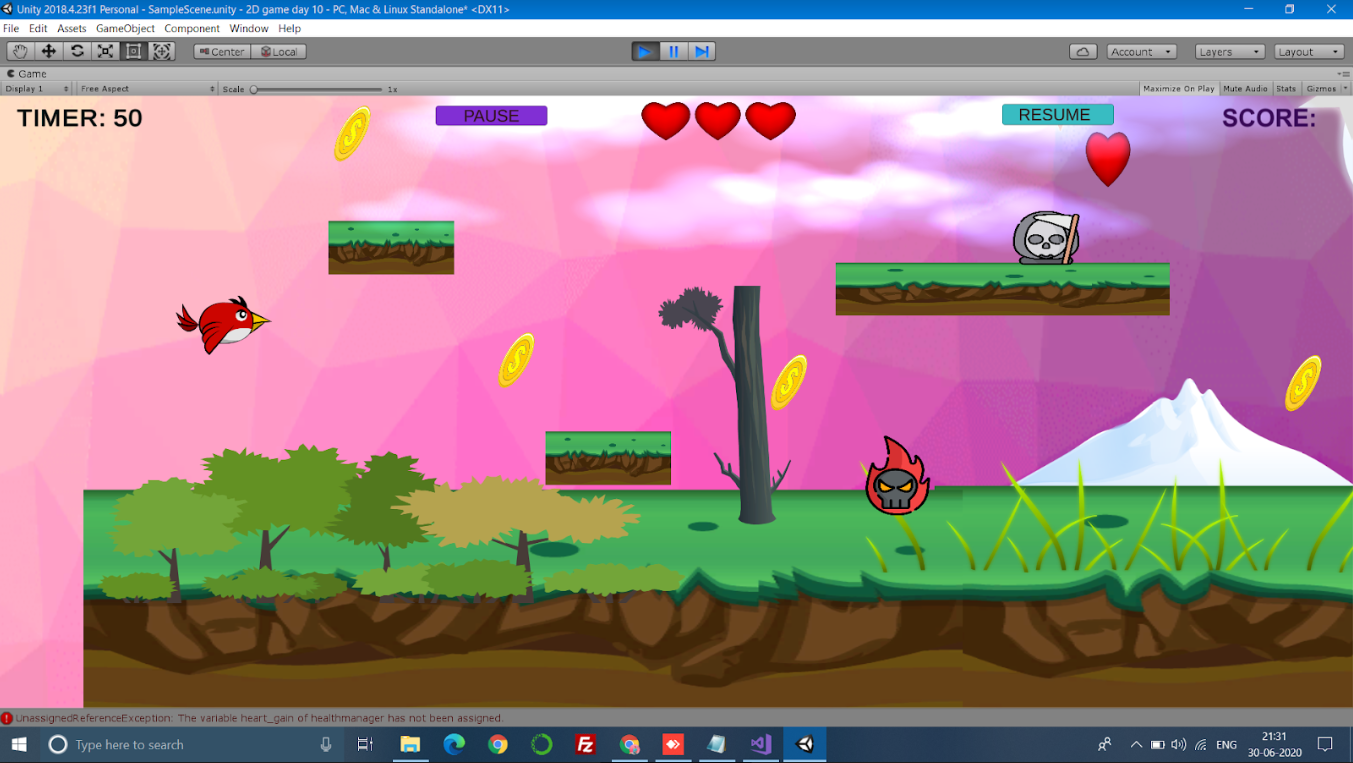 Unity 2018.4.23f1 Personal - SampleScene.unity - 2D game day 10 - PC, Mac & Linux Standalone* <DX11>
File Edit Assets GameObject Component Window Help
Center Local Account Layers Layout
Game
Display 1 Free Aspect Scale 1x Maximize On Play Mute Audio Stats Gizmos
TIMER: 50 PAUSE RESUME SCORE:
UnassignedReferenceException: The variable heart_gain of healthmanager has not been assigned.
Type here to search ENG 21:31
30-06-2020